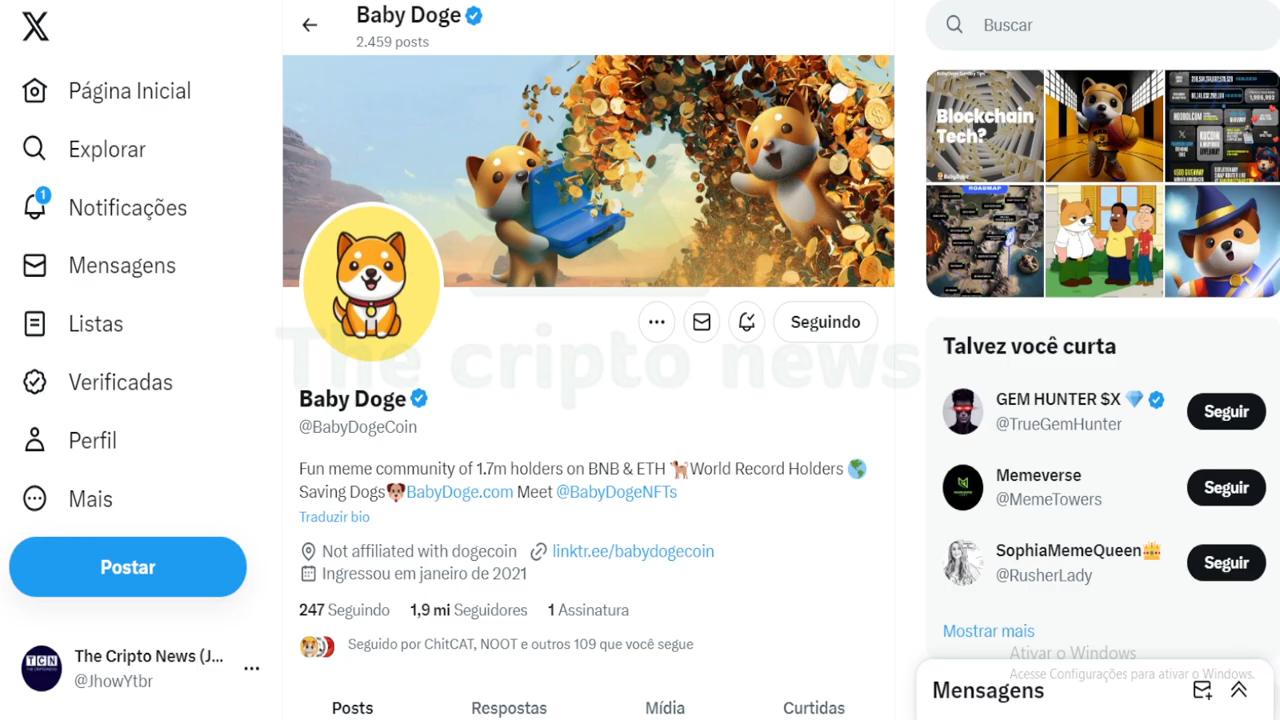 Página Inicial
Explorar
1
Notificações
Mensagens
Listas
Verificadas
Perfil
Mais
Postar
TCN
The Cripto News (J...
@JhowYtbr
Baby Doge
2.459 posts
Seguindo
The cripto news
Baby Doge
@BabyDogeCoin
Fun meme community of 1.7m holders on BNB & ETH 🐕World Record Holders 🌎
Saving Dogs🐶BabyDoge.com Meet @BabyDogeNFTs
Traduzir bio
Not affiliated with dogecoin linktr.ee/babydogecoin
Ingressou em janeiro de 2021
247 Seguindo 1,9 mi Seguidores 1 Assinatura
Seguido por ChitCAT, NOOT e outros 109 que você segue
Posts Respostas Mídia Curtidas
Buscar
Blockchain
Tech?
ROADMAP
Talvez você curta
GEM HUNTER $X 💎
@TrueGemHunter
Seguir
Memeverse
@MemeTowers
Seguir
SophiaMemeQueen👑
@RusherLady
Seguir
Mostrar mais
Ativar o Windows
Acesse Configurações para ativar o Windows.
Mensagens